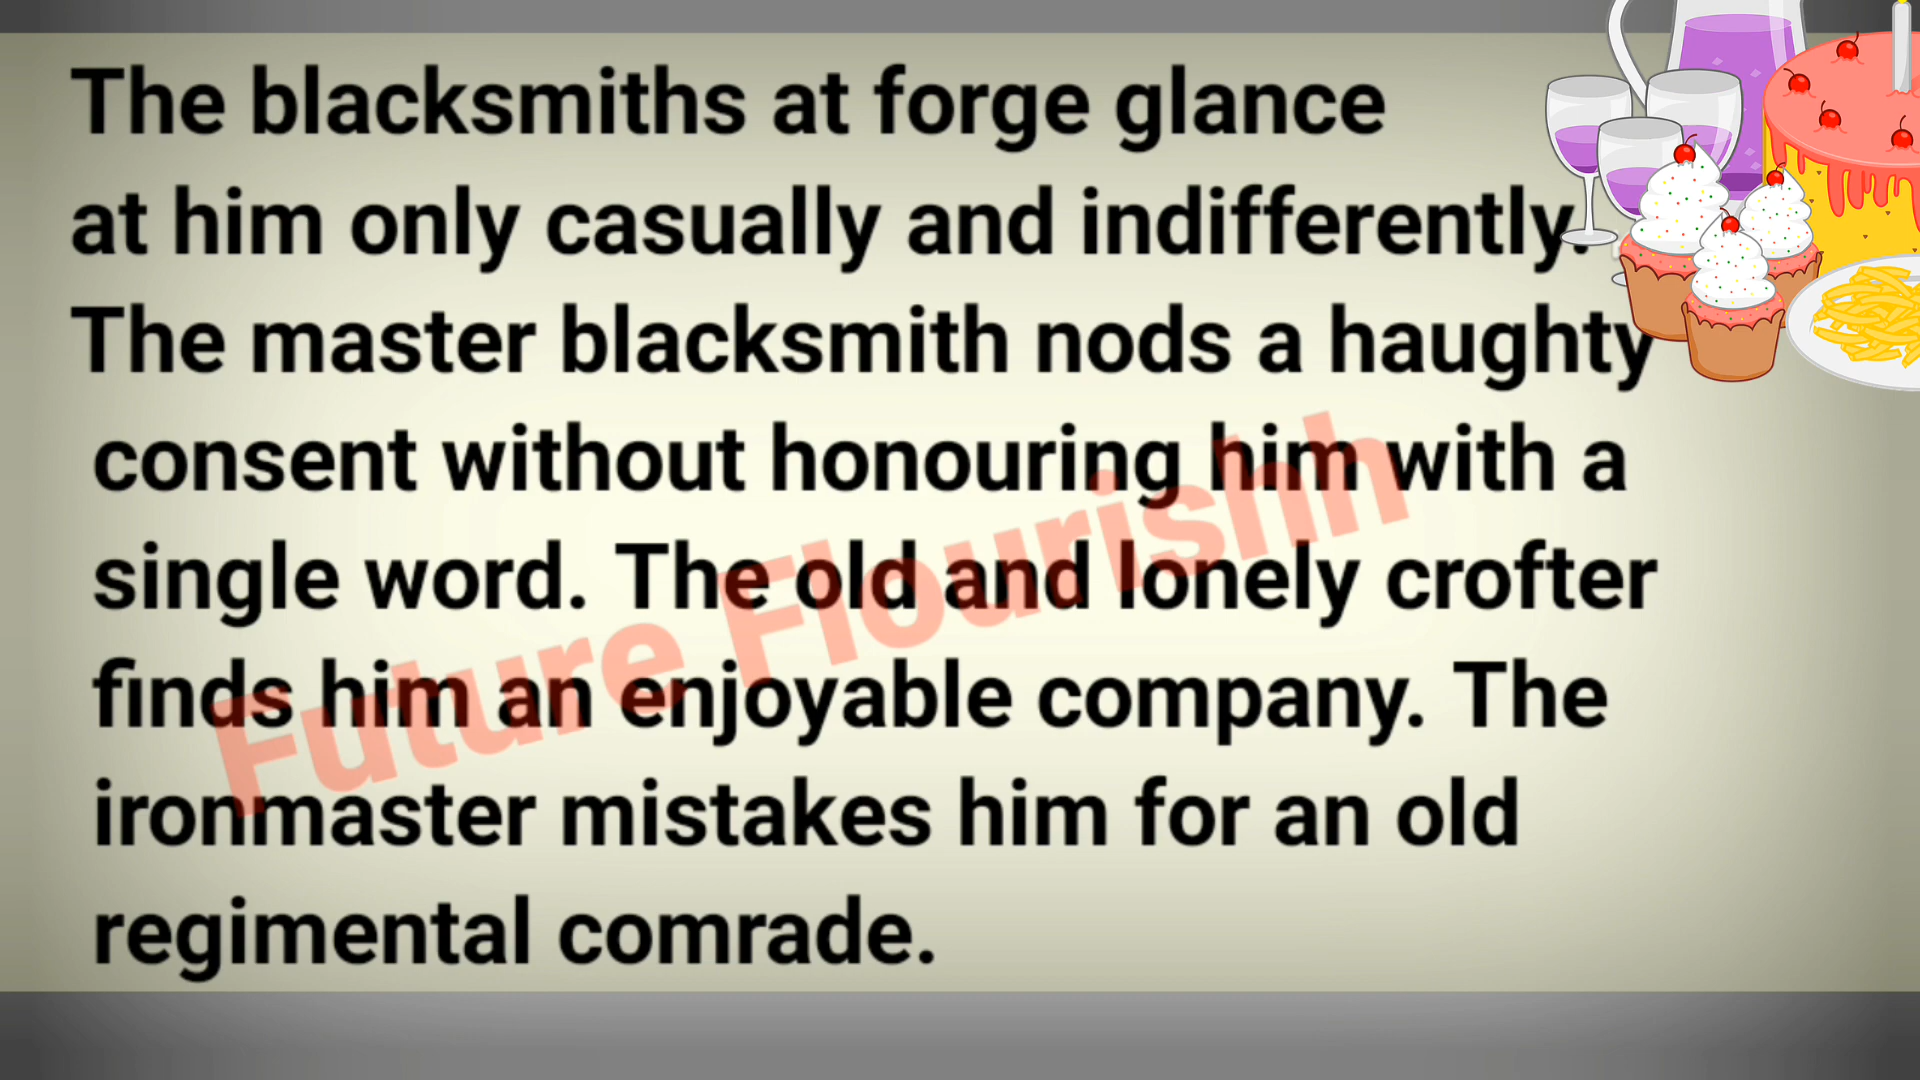 The blacksmiths at forge glance
at him only casually and indifferently.
The master blacksmith nods a haughty
consent without honouring him with a
single word. The old and lonely crofter
finds him an enjoyable company. The
ironmaster mistakes him for an old
regimental comrade.
Future Flourishh